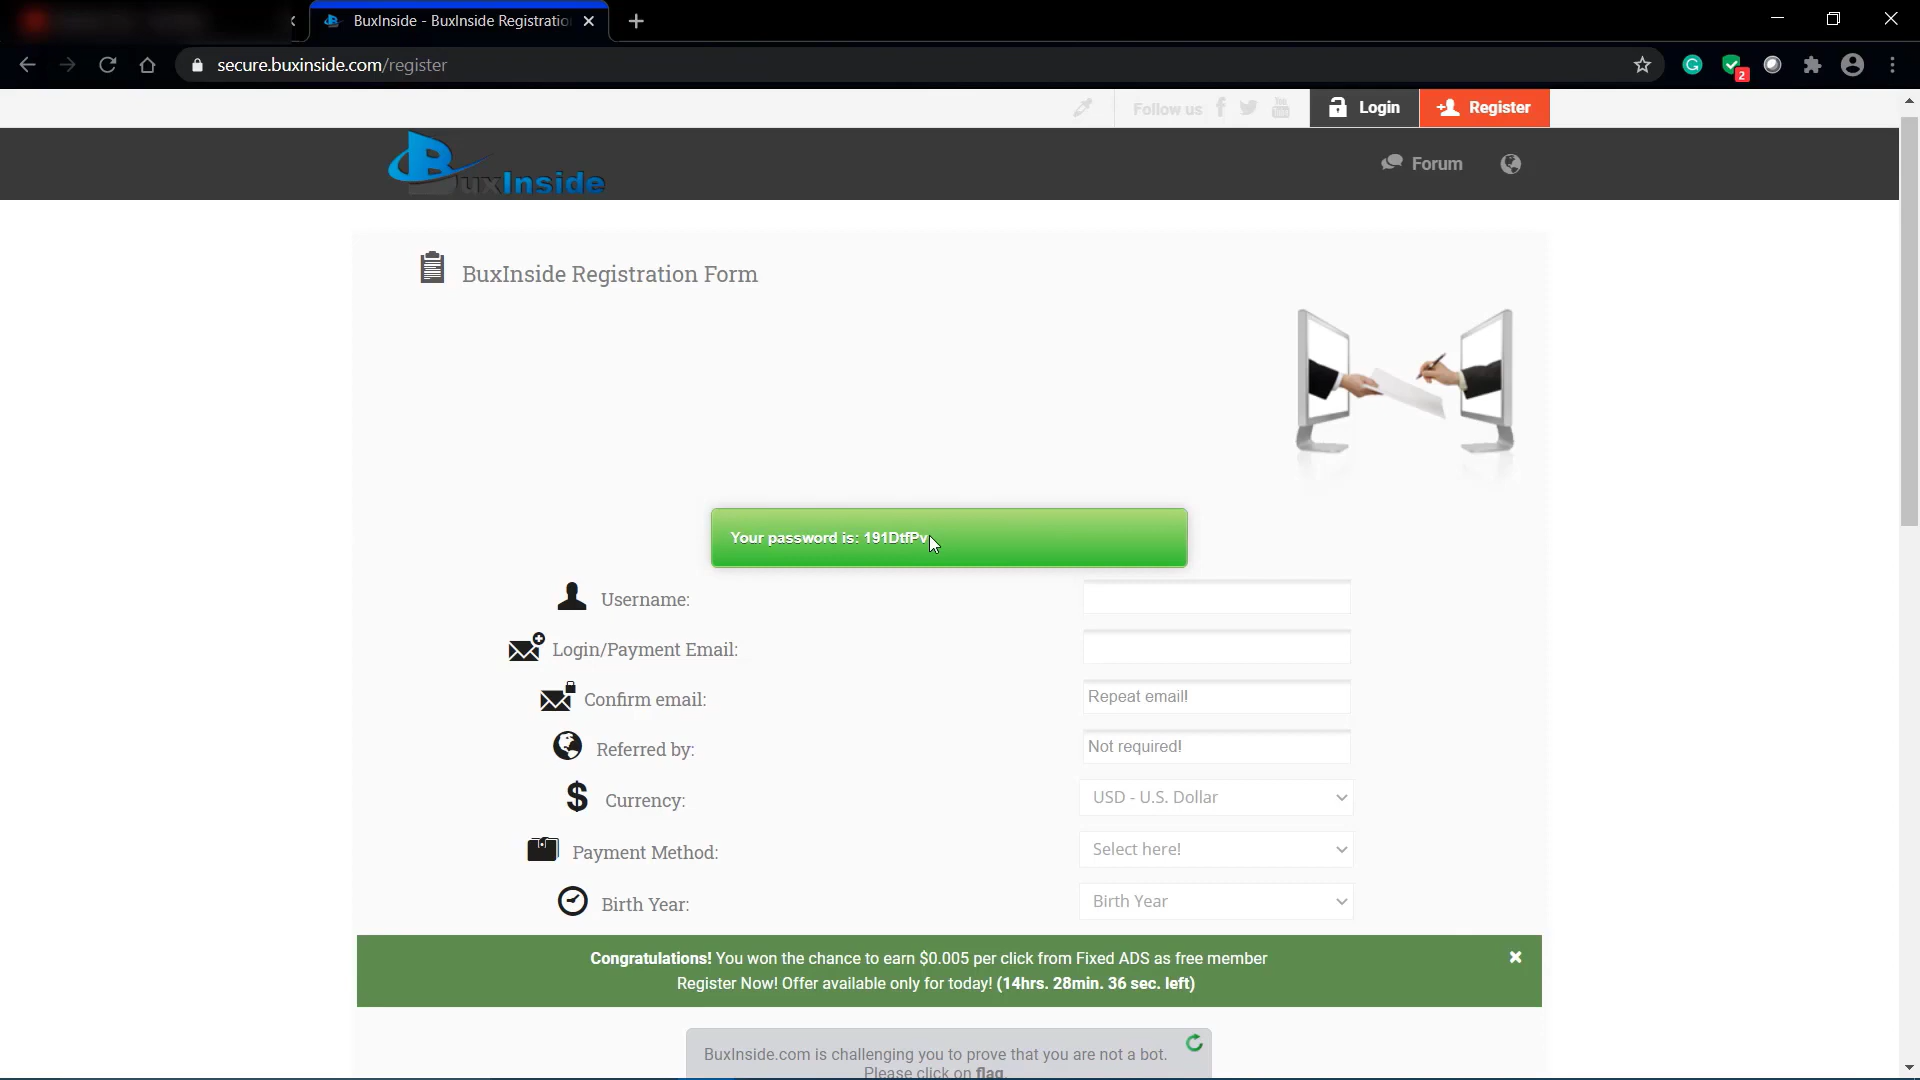 BuxInside - BuxInside Registratio
secure.buxinside.com/register
2
Follow us
You
Login
Register
BuxInside
Forum
BuxInside Registration Form
Your password is: 191DtfPv
Username:
Login/Payment Email:
Confirm email:
Repeat email!
Referred by:
Not required!
Currency:
USD - U.S. Dollar
Payment Method:
Select here!
Birth Year:
Birth Year
Congratulations! You won the chance to earn $0.005 per click from Fixed ADS as free member
Register Now! Offer available only for today! (14hrs. 28min. 36 sec. left)
BuxInside.com is challenging you to prove that you are not a bot.
Please click on flag